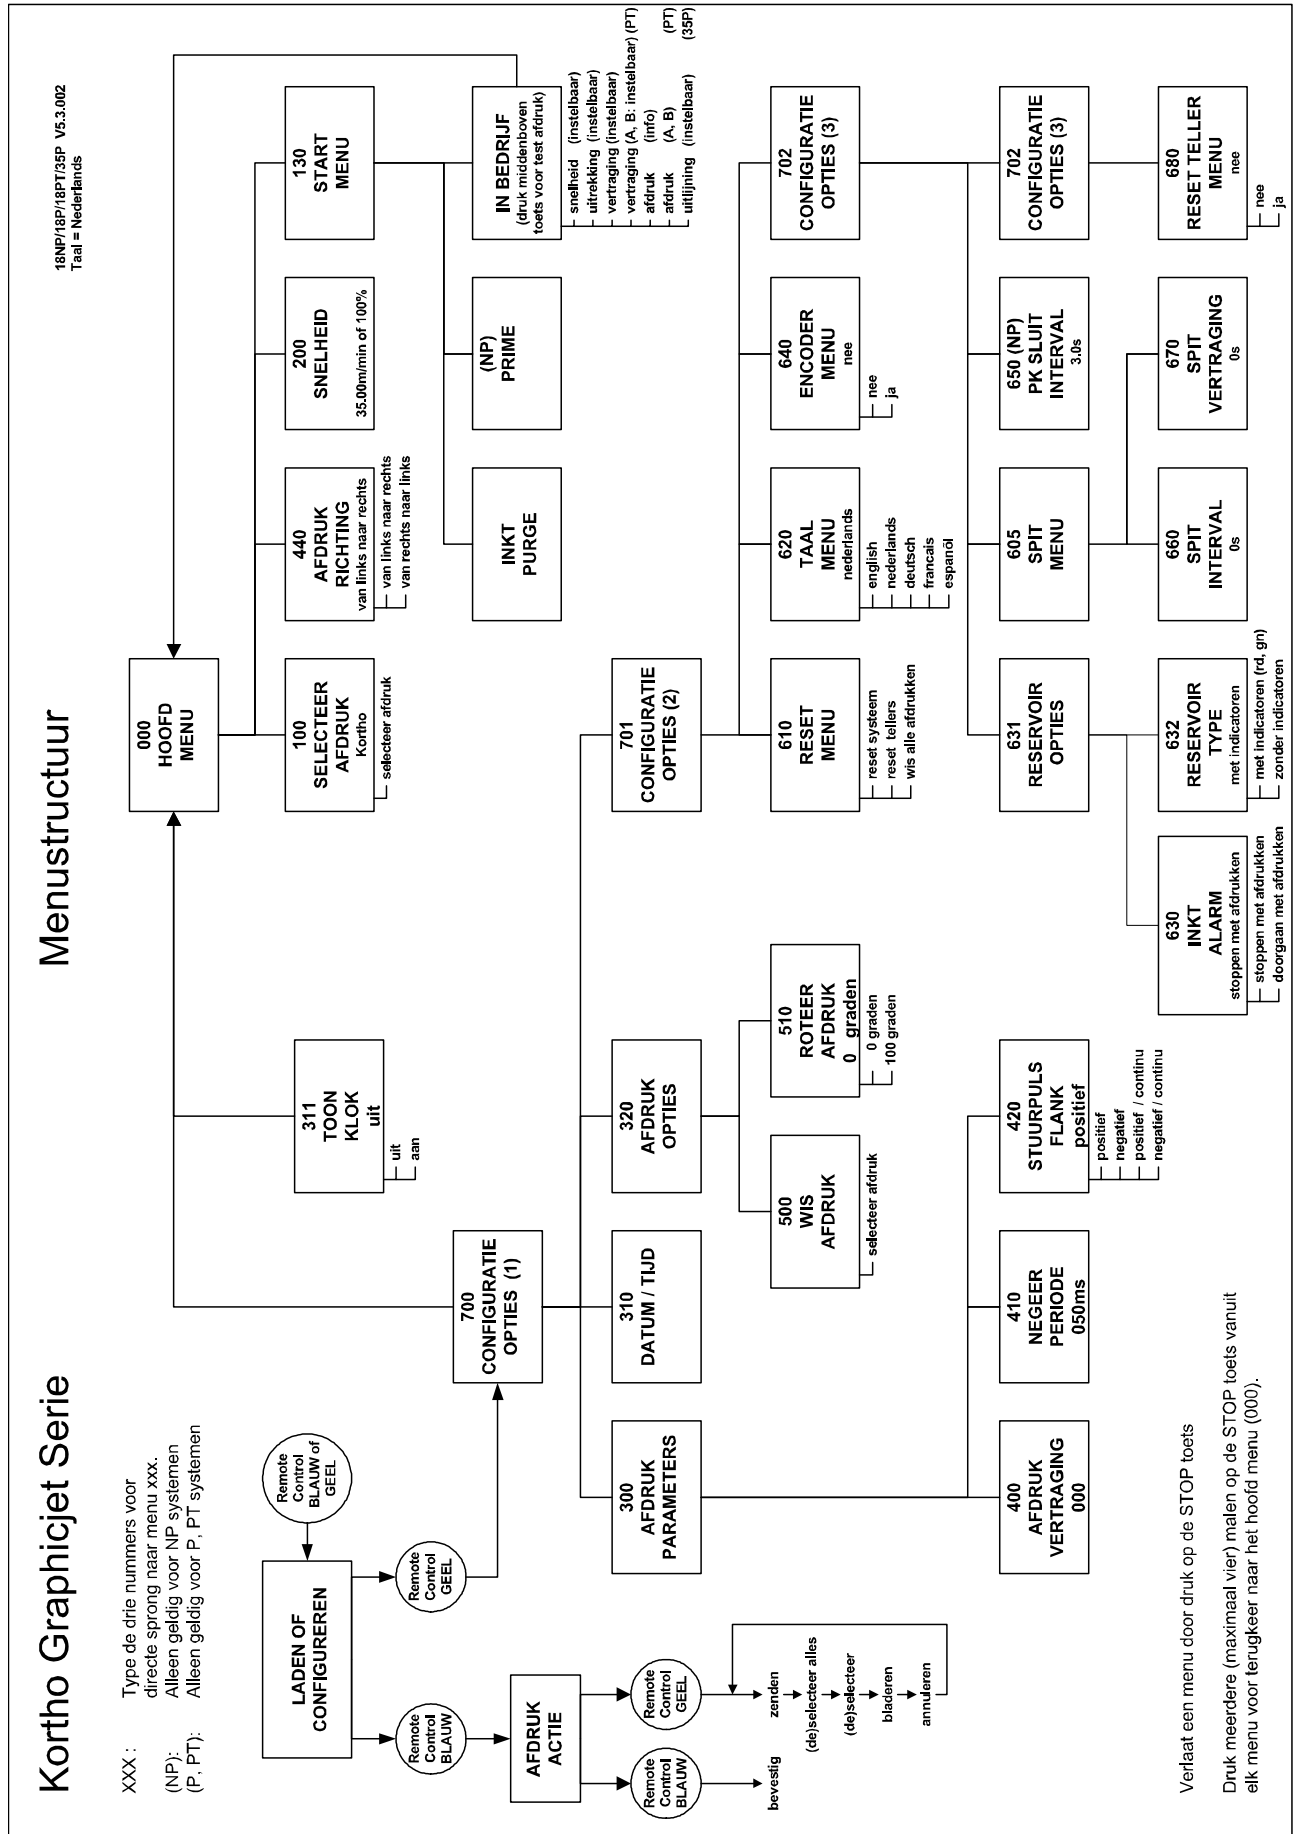 Kortho Graphicjet Serie
Menustructuur
18NP/18P/18PT/35P V5.3.002
Taal = Nederlands
XXX :
Type de drie nummers voor
directe sprong naar menu xxx.
(NP):
Alleen geldig voor NP systemen
(P, PT):
Alleen geldig voor P, PT systemen
LADEN OF
CONFIGUREREN
Remote
Control
BLAUW of
GEEL
Remote
Control
BLAUW
Remote
Control
GEEL
AFDRUK
ACTIE
Remote
Control
BLAUW
Remote
Control
GEEL
bevestig
zenden
(de)selecteer alles
(de)selecteer
bladeren
annuleren
311
TOON
KLOK
uit
uit
aan
700
CONFIGURATIE
OPTIES (1)
300
AFDRUK
PARAMETERS
310
DATUM / TIJD
320
AFDRUK
OPTIES
500
WIS
AFDRUK
selecteer afdruk
510
ROTEER
AFDRUK
0 graden
0 graden
100 graden
400
AFDRUK
VERTRAGING
000
410
NEGEER
PERIODE
050ms
420
STUURPULS
FLANK
positief
positief
negatief
positief / continu
negatief / continu
000
HOOFD
MENU
100
SELECTEER
AFDRUK
Kortho
selecteer afdruk
440
AFDRUK
RICHTING
van links naar rechts
van links naar rechts
van rechts naar links
200
SNELHEID
35.00m/min of 100%
130
START
MENU
INKT
PURGE
(NP)
PRIME
IN BEDRIJF
(druk middenboven
toets voor test afdruk)
snelheid (instelbaar)
uitrekking (instelbaar)
vertraging (instelbaar)
vertraging (A, B: instelbaar) (PT)
afdruk (info)
afdruk (A, B) (PT)
uitlijning (instelbaar) (35P)
701
CONFIGURATIE
OPTIES (2)
610
RESET
MENU
reset systeem
reset tellers
wis alle afdrukken
620
TAAL
MENU
nederlands
english
nederlands
deutsch
francais
espanöl
640
ENCODER
MENU
nee
nee
ja
702
CONFIGURATIE
OPTIES (3)
631
RESERVOIR
OPTIES
605
SPIT
MENU
650 (NP)
PK SLUIT
INTERVAL
3.0s
702
CONFIGURATIE
OPTIES (3)
630
INKT
ALARM
stoppen met afdrukken
stoppen met afdrukken
doorgaan met afdrukken
632
RESERVOIR
TYPE
met indicatoren
met indicatoren (rd, gn)
zonder indicatoren
660
SPIT
INTERVAL
0s
670
SPIT
VERTRAGING
0s
680
RESET TELLER
MENU
nee
nee
ja
Verlaat een menu door druk op de STOP toets
Druk meerdere (maximaal vier) malen op de STOP toets vanuit
elk menu voor terugkeer naar het hoofd menu (000).